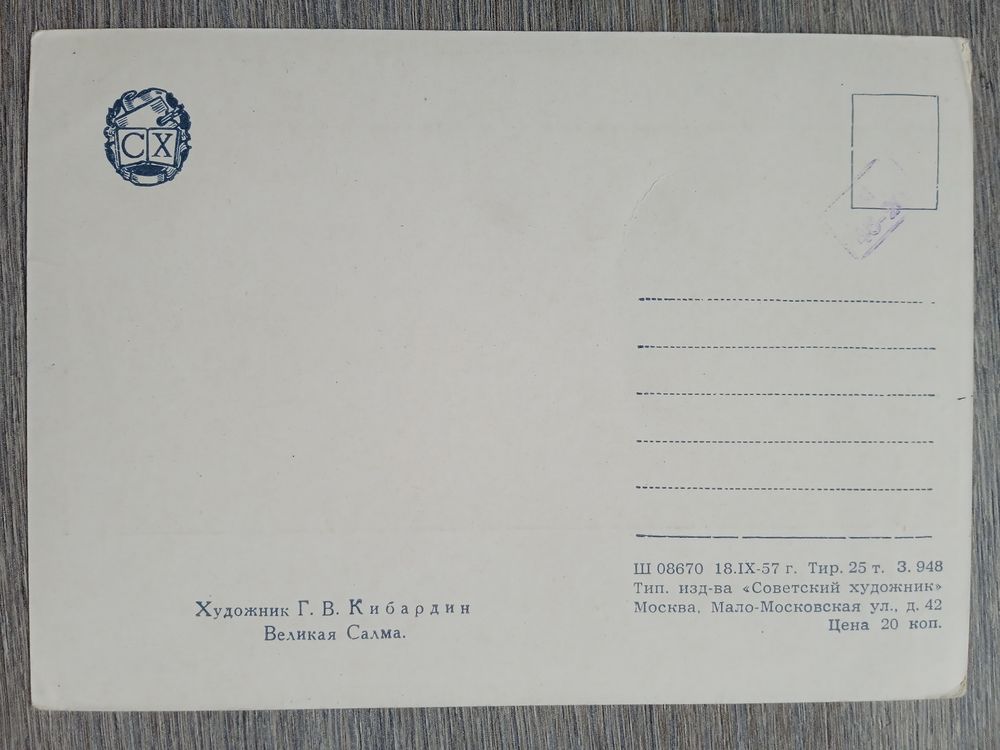 СХ
Художник Г. В. Кибардин
Великая Салма.
Ш 08670 18.IX-57 г. Тир. 25 т. З. 948
Тип. изд-ва «Советский художник»
Москва, Мало-Московская ул., д. 42
Цена 20 коп.